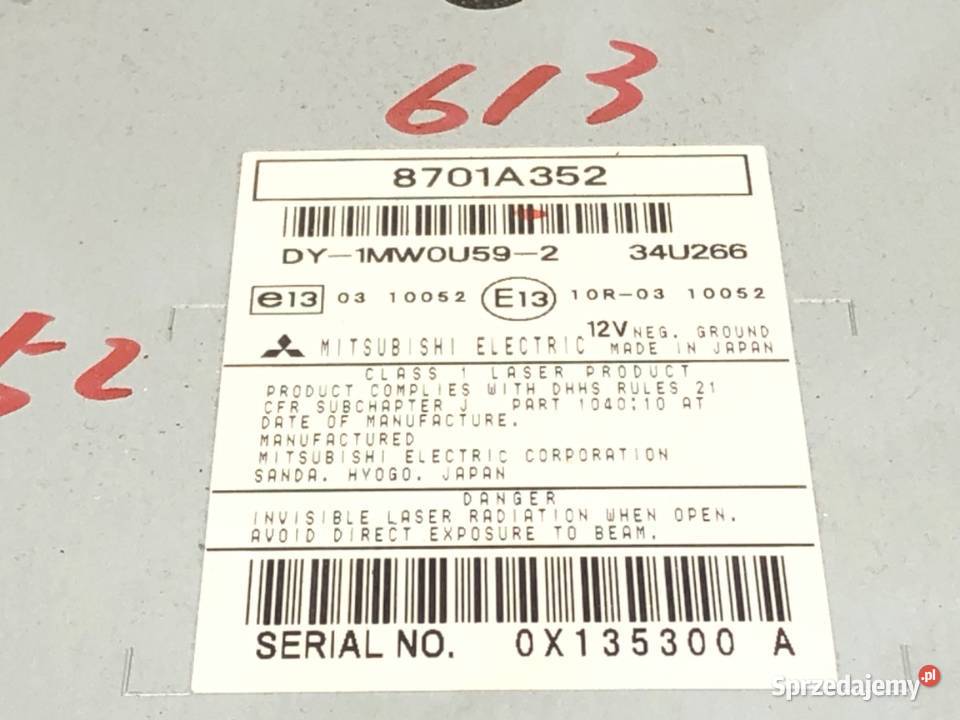 613
52
8701A352
DY-1MW0U59-2 34U266
e13 03 10052 E13 10R-03 10052
12V NEG. GROUND
MITSUBISHI ELECTRIC MADE IN JAPAN
CLASS 1 LASER PRODUCT
PRODUCT COMPLIES WITH DHHS RULES 21
CFR SUBCHAPTER J, PART 1040:10 AT
DATE OF MANUFACTURE.
MANUFACTURED
MITSUBISHI ELECTRIC CORPORATION
SANDA. HYOGO. JAPAN
DANGER
INVISIBLE LASER RADIATION WHEN OPEN.
AVOID DIRECT EXPOSURE TO BEAM.
SERIAL NO. 0X135300 A
Sprzedajemy.pl